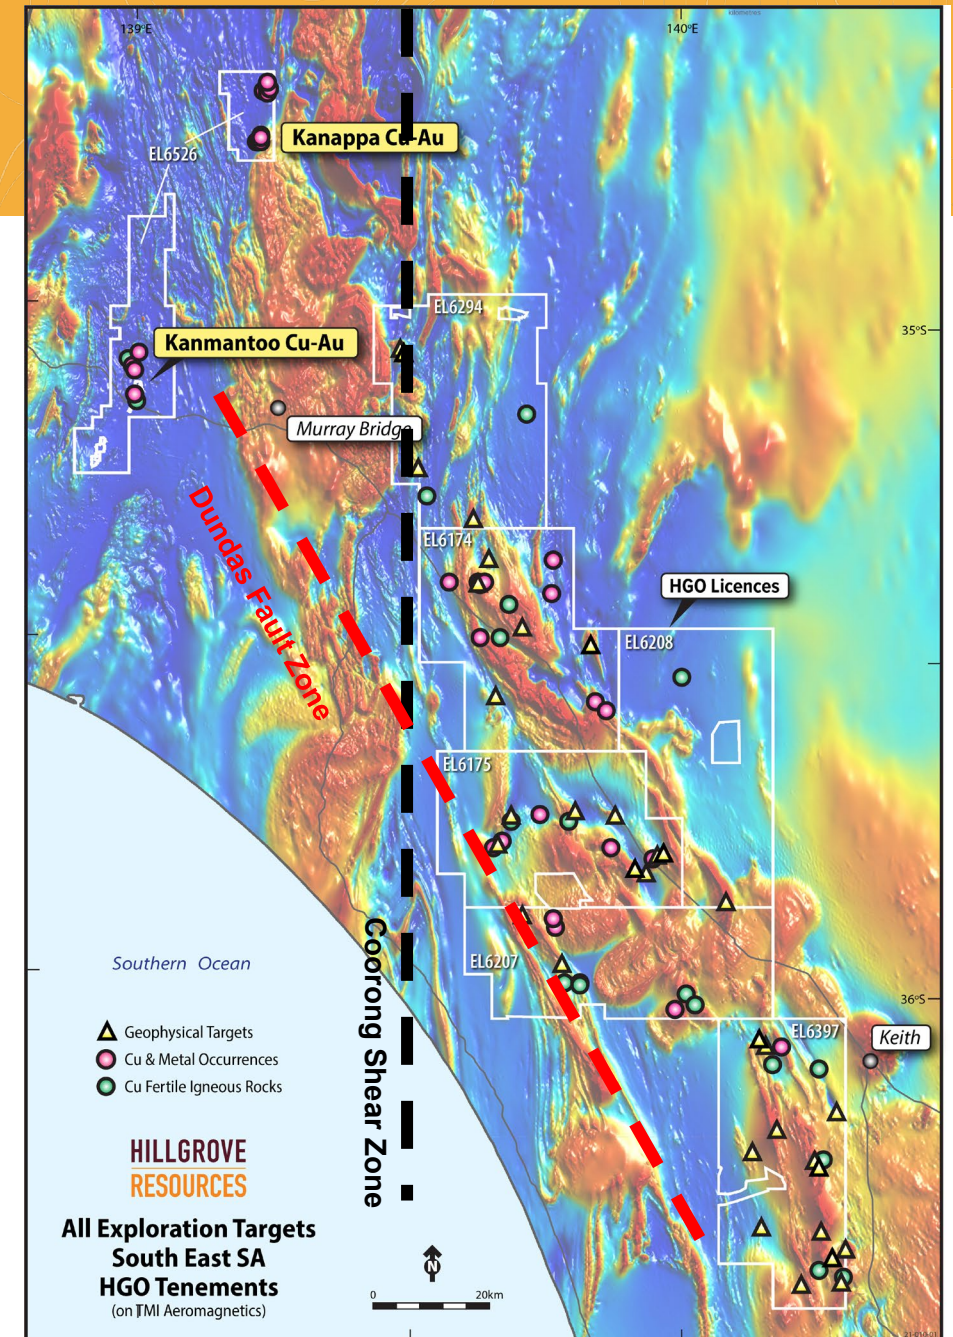 kilometres
139°E
140°E
Kanappa Cu-Au
EL6526
EL6294
35°S
Kanmantoo Cu-Au
Murray Bridge
Dundas Fault Zone
EL6174
HGO Licences
EL6208
EL6175
Coorong Shear Zone
Southern Ocean
EL6207
36°S
EL6397
Keith
Geophysical Targets
Cu & Metal Occurrences
Cu Fertile Igneous Rocks
HILLGROVE
RESOURCES
All Exploration Targets
South East SA
HGO Tenements
(on TMI Aeromagnetics)
N
0 20km